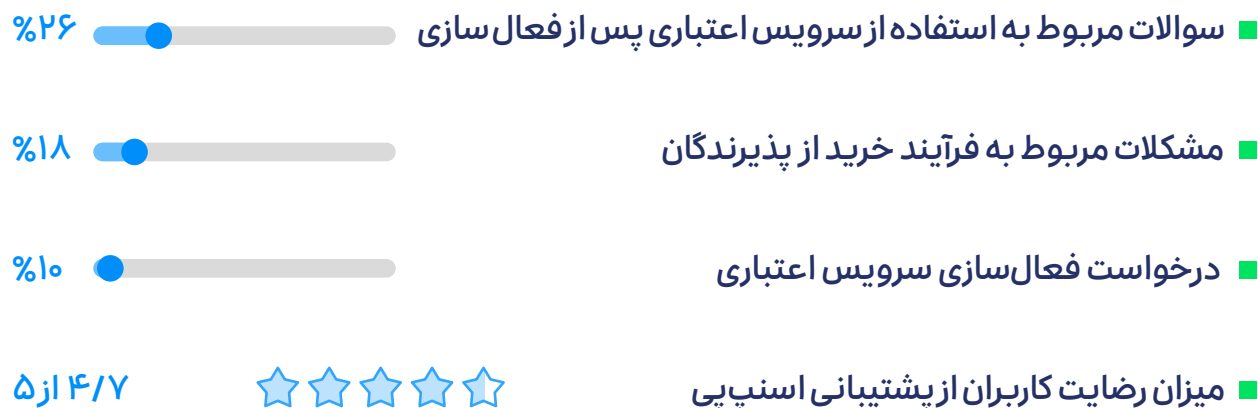 سوالات مربوط به استفاده از سرویس اعتباری پس از فعال سازی %۲۶
مشکلات مربوط به فرآیند خرید از پذیرندگان %۱۸
درخواست فعال‌سازی سرویس اعتباری %۱۰
میزان رضایت کاربران از پشتیبانی اسنپ‌پی ۴/۷ از ۵